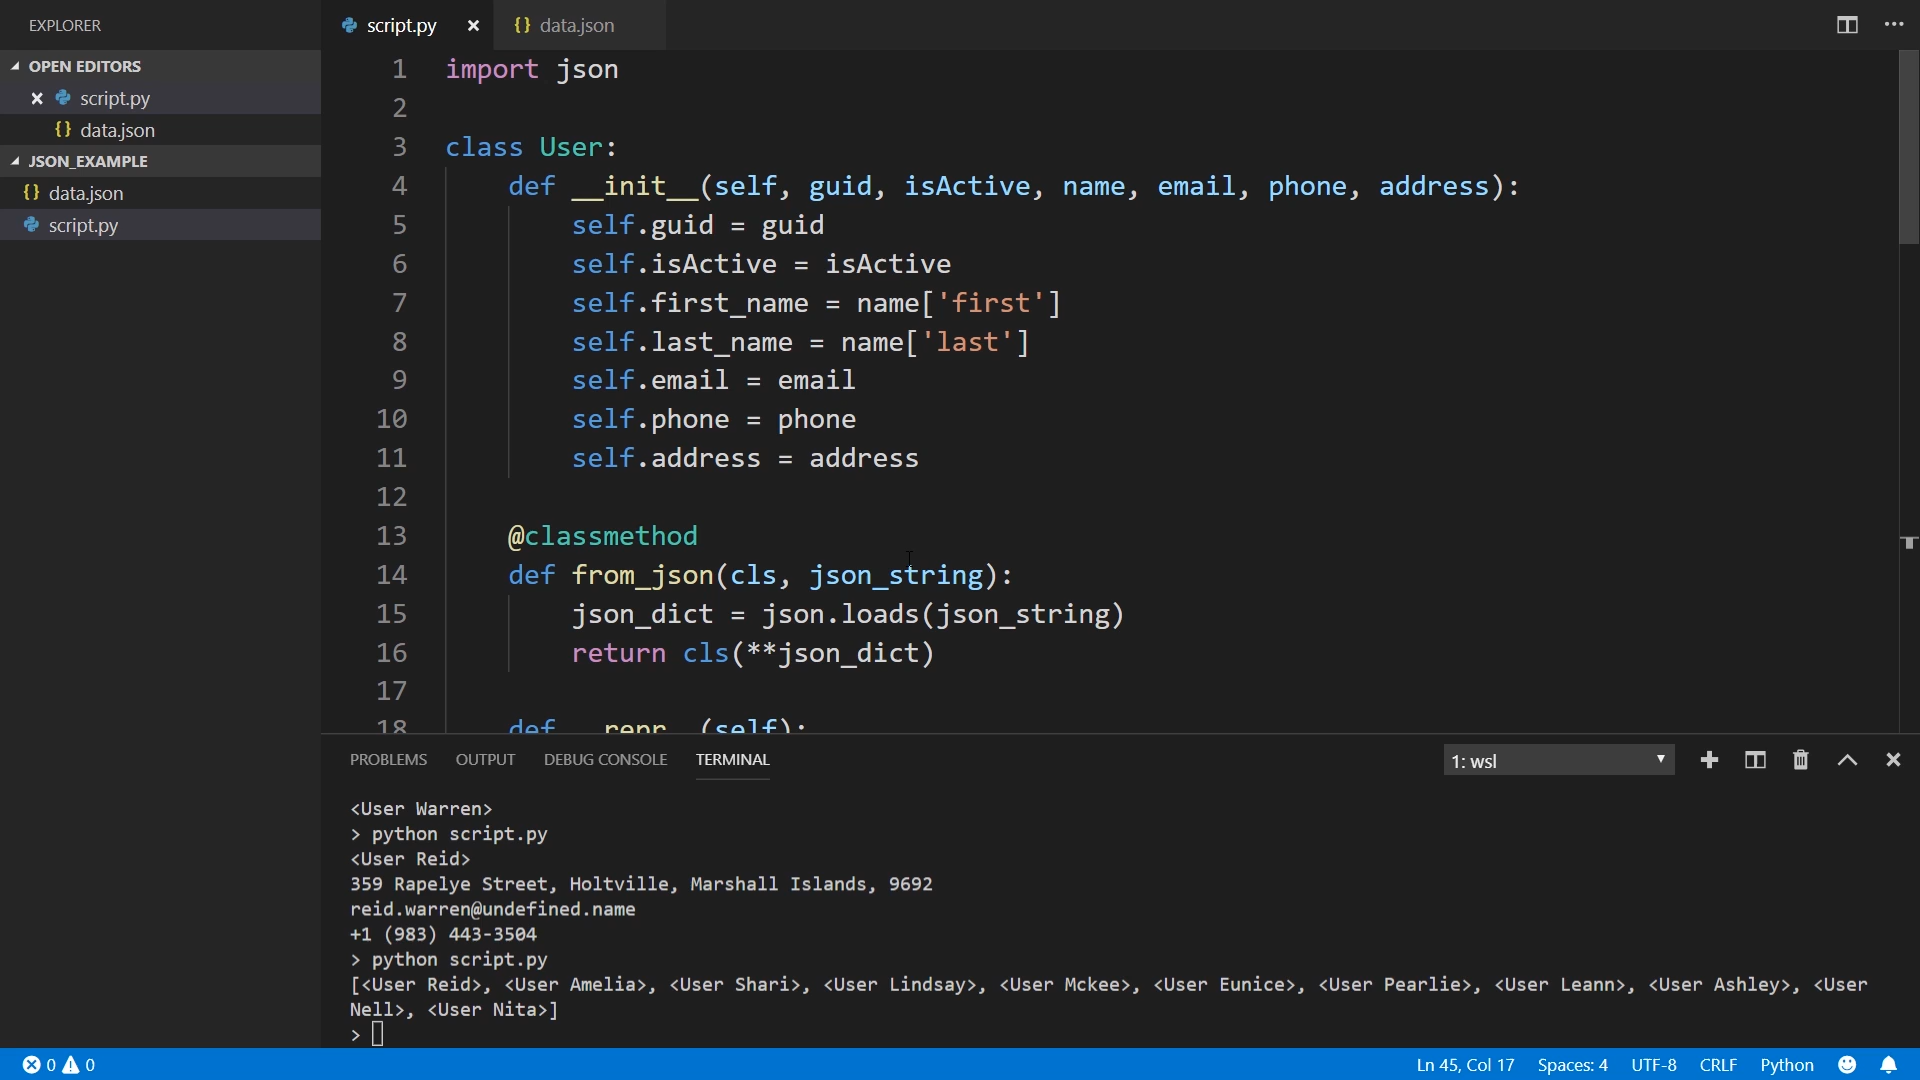 EXPLORER
OPEN EDITORS
script.py
data.json
JSON_EXAMPLE
data.json
script.py
script.py
data.json
1 import json
2
3 class User:
4 def __init__(self, guid, isActive, name, email, phone, address):
5 self.guid = guid
6 self.isActive = isActive
7 self.first_name = name['first']
8 self.last_name = name['last']
9 self.email = email
10 self.phone = phone
11 self.address = address
12
13 @classmethod
14 def from_json(cls, json_string):
15 json_dict = json.loads(json_string)
16 return cls(**json_dict)
17
18 def __repr__(self):
PROBLEMS OUTPUT DEBUG CONSOLE TERMINAL
1: wsl
<User Warren>
> python script.py
<User Reid>
359 Rapelye Street, Holtville, Marshall Islands, 9692
reid.warren@undefined.name
+1 (983) 443-3504
> python script.py
[<User Reid>, <User Amelia>, <User Shari>, <User Lindsay>, <User Mckee>, <User Eunice>, <User Pearlie>, <User Leann>, <User Ashley>, <User
Nell>, <User Nita>]
>
0 0
Ln 45, Col 17 Spaces: 4 UTF-8 CRLF Python